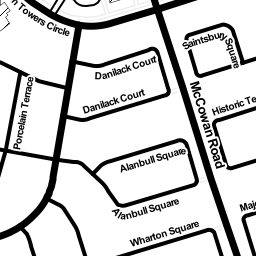 n Towers Circle
Saintsbury Square
Danilack Court
Danilack Court
McCowan Road
Porcelain Terrace
Historic Te
Alanbull Square
Alanbull Square
Maj
Wharton Square